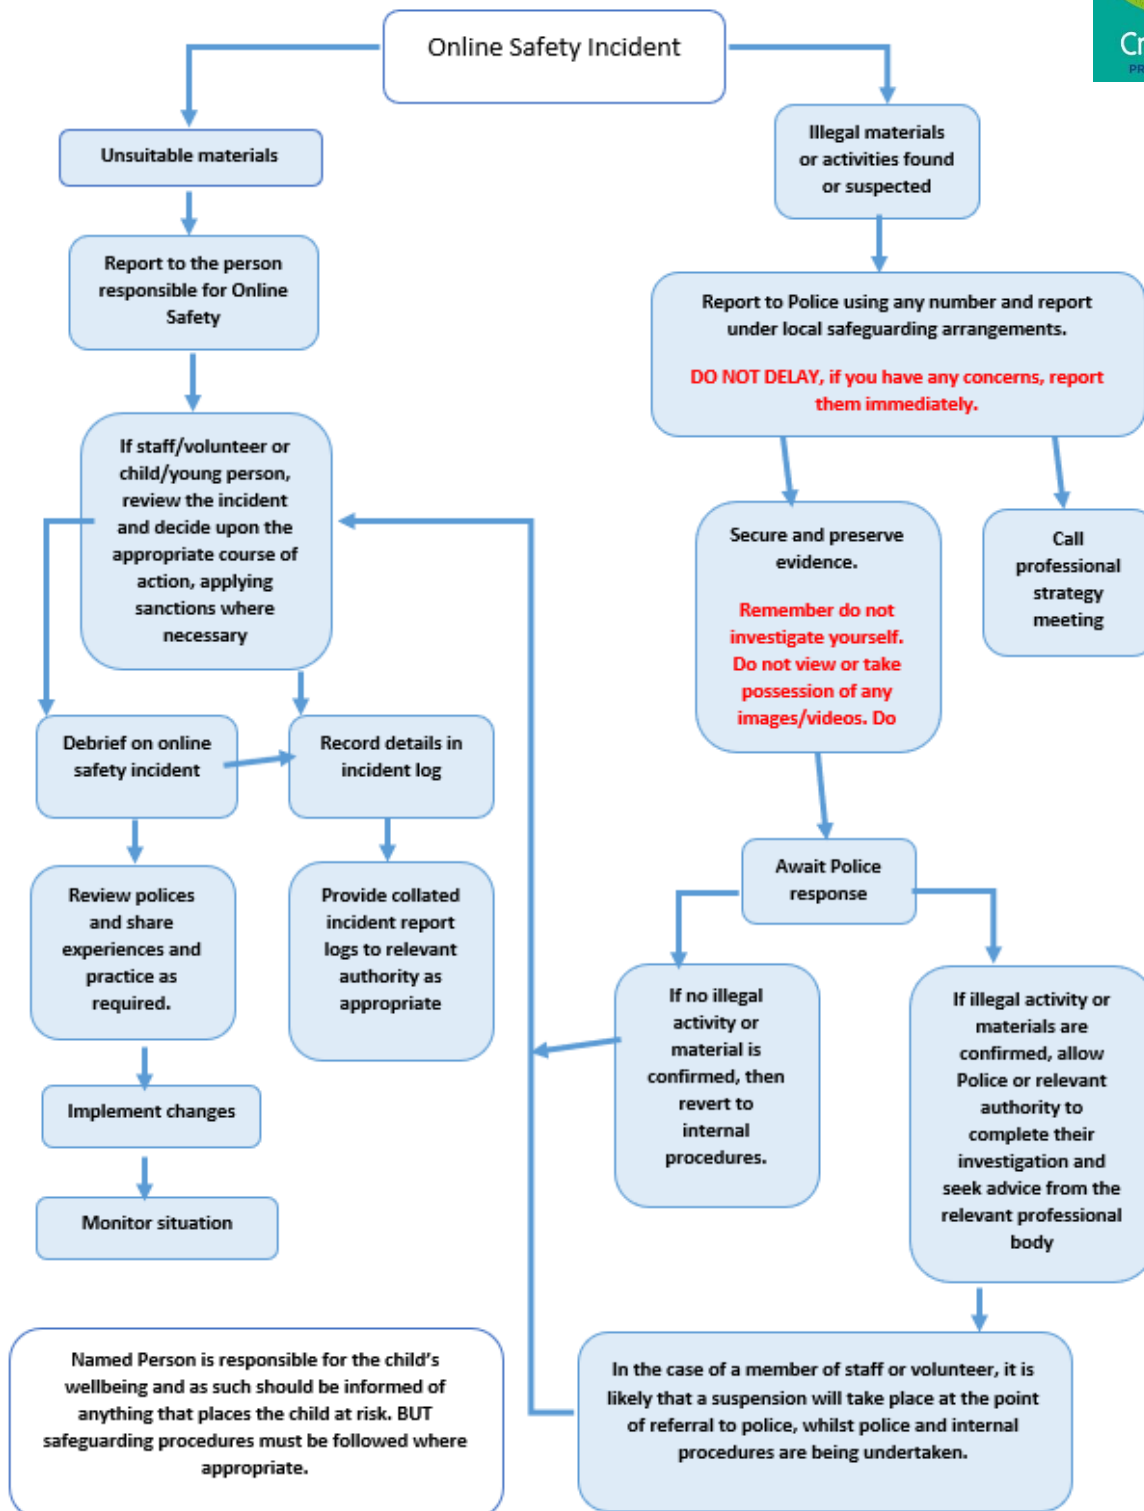 Online Safety Incident
Unsuitable materials
Report to the person
responsible for Online
Safety
If staff/volunteer or
child/young person,
review the incident
and decide upon the
appropriate course of
action, applying
sanctions where
necessary
Debrief on online
safety incident
Record details in
incident log
Review polices
and share
experiences and
practice as
required.
Provide collated
incident report
logs to relevant
authority as
appropriate
Implement changes
Monitor situation
Named Person is responsible for the child's
wellbeing and as such should be informed of
anything that places the child at risk. BUT
safeguarding procedures must be followed where
appropriate.
Illegal materials
or activities found
or suspected
Report to Police using any number and report
under local safeguarding arrangements.
DO NOT DELAY, if you have any concerns, report
them immediately.
Secure and preserve
evidence.
Remember do not
investigate yourself.
Do not view or take
possession of any
images/videos. Do
Call
professional
strategy
meeting
Await Police
response
If no illegal
activity or
material is
confirmed, then
revert to
internal
procedures.
If illegal activity or
materials are
confirmed, allow
Police or relevant
authority to
complete their
investigation and
seek advice from the
relevant professional
body
In the case of a member of staff or volunteer, it is
likely that a suspension will take place at the point
of referral to police, whilst police and internal
procedures are being undertaken.